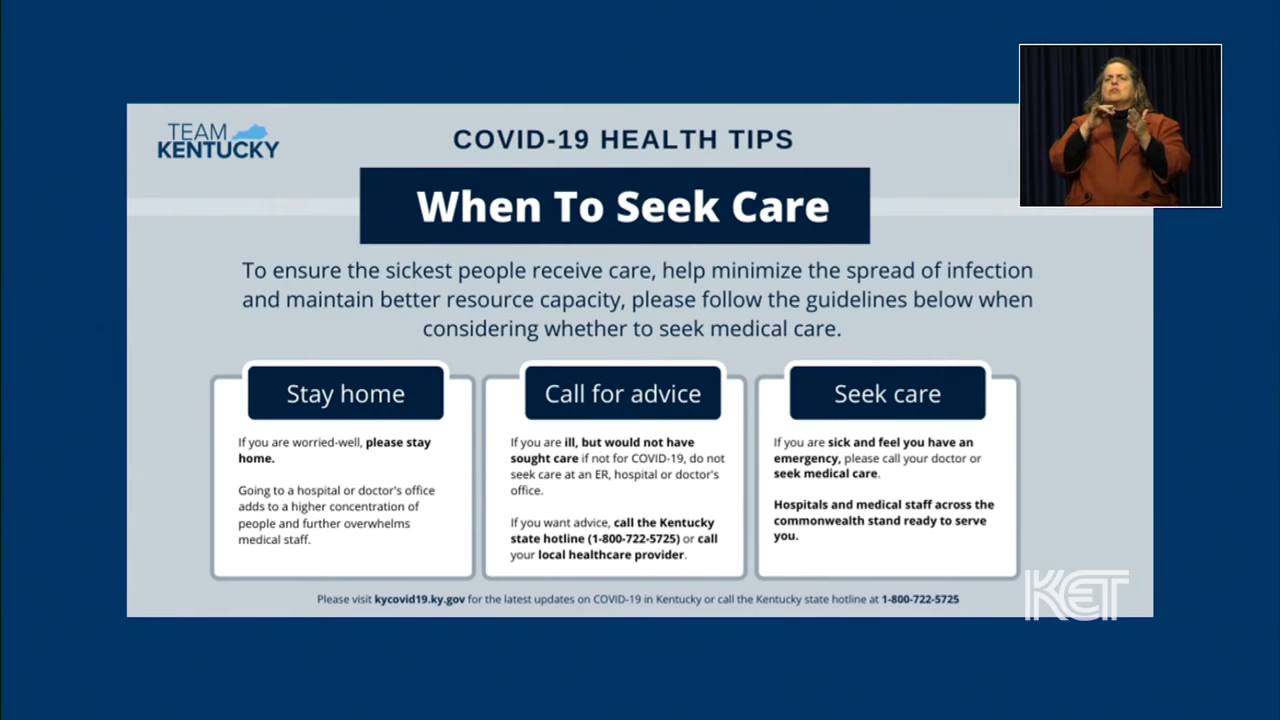 TEAM
KENTUCKY
COVID-19 HEALTH TIPS
When To Seek Care
To ensure the sickest people receive care, help minimize the spread of infection
and maintain better resource capacity, please follow the guidelines below when
considering whether to seek medical care.
Stay home
If you are worried-well, please stay
home.
Going to a hospital or doctor's office
adds to a higher concentration of
people and further overwhelms
medical staff.
Call for advice
If you are ill, but would not have
sought care if not for COVID-19, do not
seek care at an ER, hospital or doctor's
office.
If you want advice, call the Kentucky
state hotline (1-800-722-5725) or call
your local healthcare provider.
Seek care
If you are sick and feel you have an
emergency, please call your doctor or
seek medical care.
Hospitals and medical staff across the
commonwealth stand ready to serve
you.
Please visit kycovid19.ky.gov for the latest updates on COVID-19 in Kentucky or call the Kentucky state hotline at 1-800-722-5725
KET